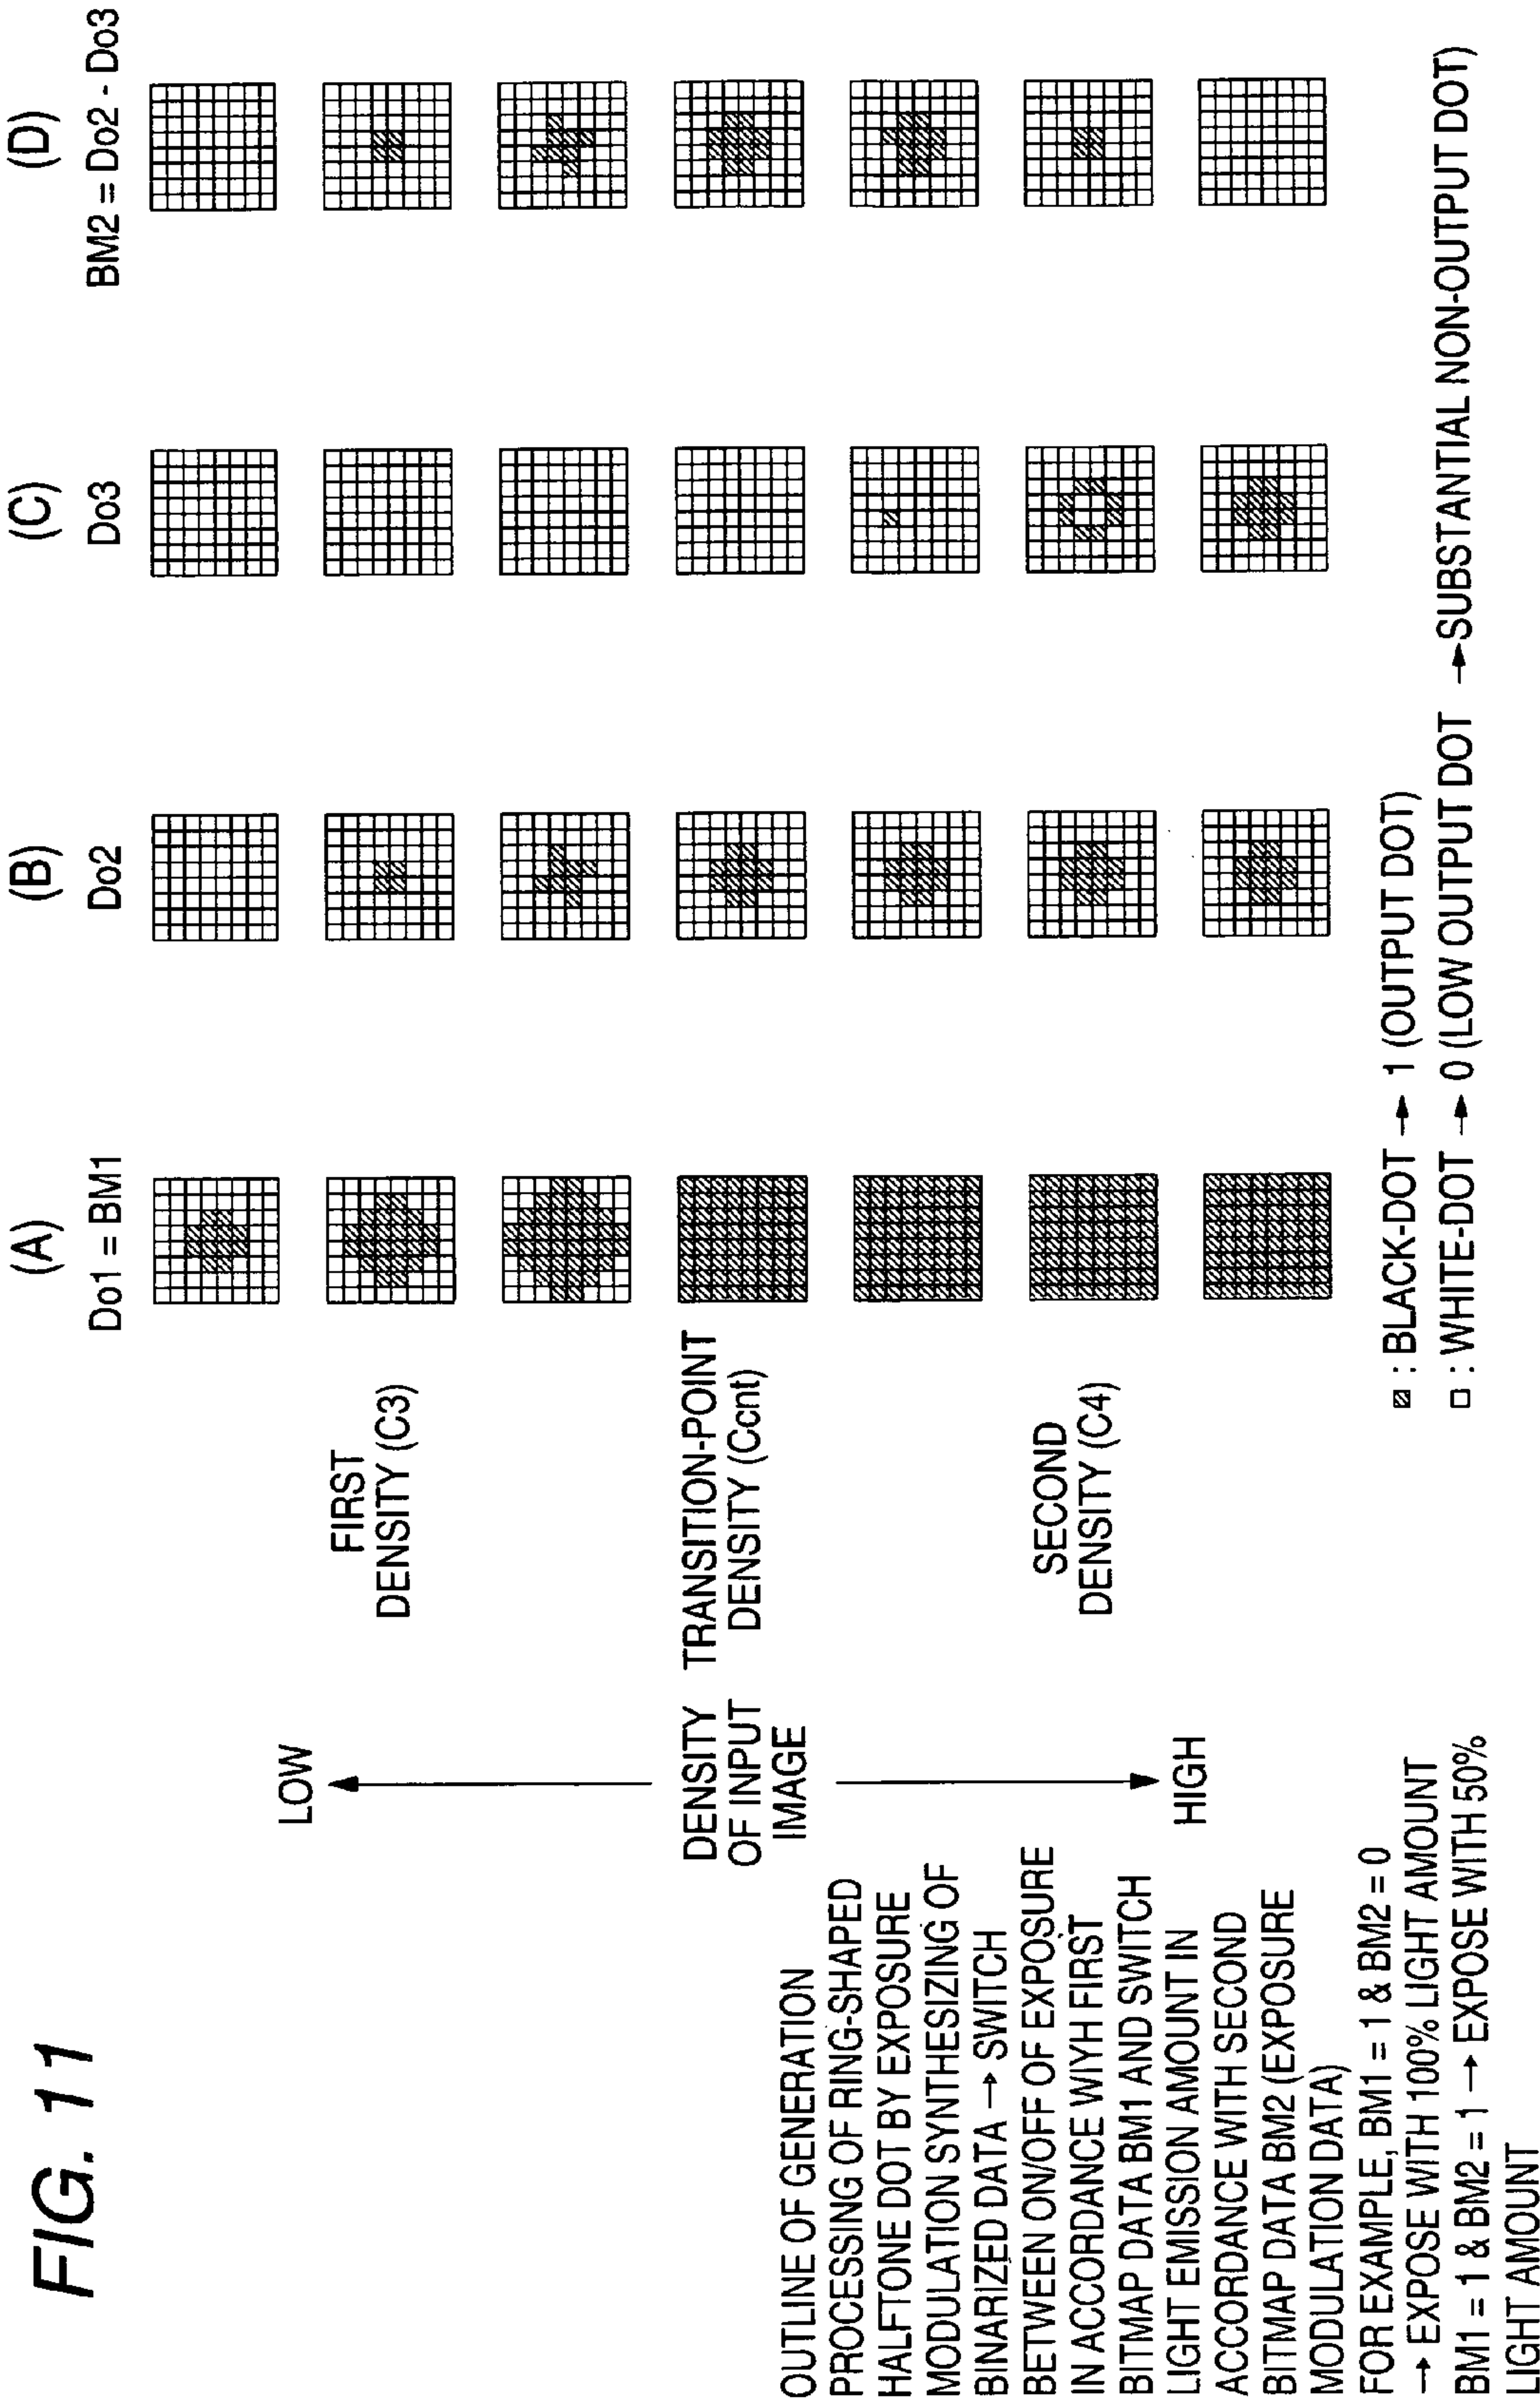 FIG. 11
(A)
Do1 = BM1
(B)
Do2
(C)
Do3
(D)
BM2 = Do2 - Do3
LOW
DENSITY
OF INPUT
IMAGE
HIGH
FIRST
DENSITY (C3)
TRANSITION-POINT
DENSITY (Ccnt)
SECOND
DENSITY (C4)
OUTLINE OF GENERATION
PROCESSING OF RING-SHAPED
HALFTONE DOT BY EXPOSURE
MODULATION SYNTHESIZING OF
BINARIZED DATA → SWITCH
BETWEEN ON/OFF OF EXPOSURE
IN ACCORDANCE WIYH FIRST
BITMAP DATA BM1 AND SWITCH
LIGHT EMISSION AMOUNT IN
ACCORDANCE WITH SECOND
BITMAP DATA BM2 (EXPOSURE
MODULATION DATA)
FOR EXAMPLE, BM1 = 1 & BM2 = 0
→ EXPOSE WITH 100% LIGHT AMOUNT
BM1 = 1 & BM2 = 1 → EXPOSE WITH 50%
LIGHT AMOUNT
: BLACK-DOT → 1 (OUTPUT DOT)
: WHITE-DOT → 0 (LOW OUTPUT DOT → SUBSTANTIAL NON-OUTPUT DOT)